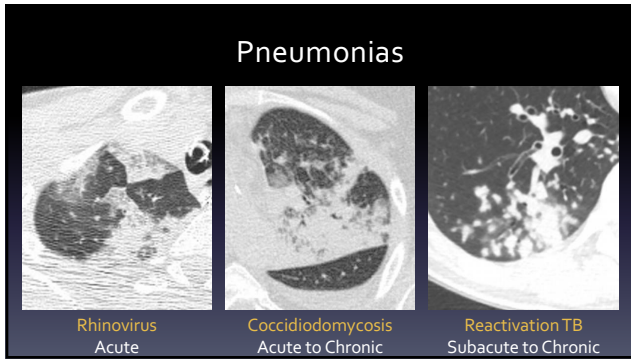 Pneumonias
Rhinovirus
Acute
Coccidiodomycosis
Acute to Chronic
Reactivation TB
Subacute to Chronic